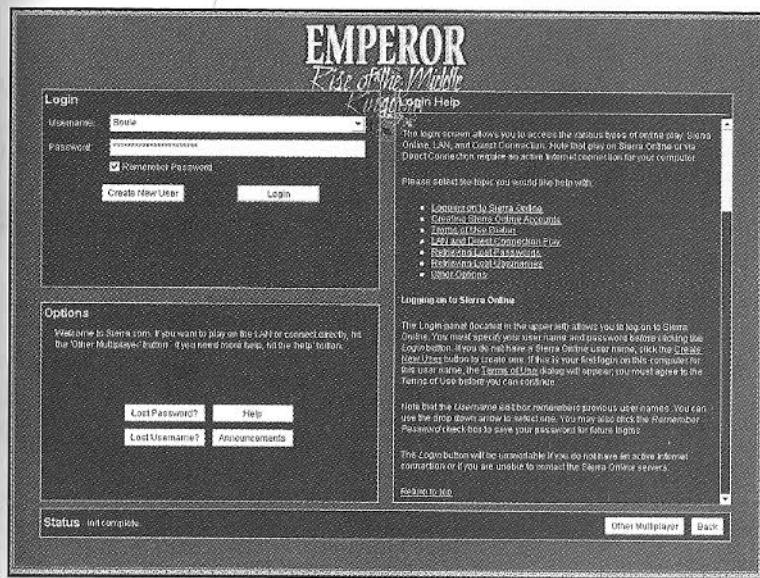 EMPEROR
Rise of the Middle
Kingdom
Login
Username:
Soule
Password:
Remember Password
Create New User
Login
Options
Welcome to Sierra.com. If you want to play on the LAN or connect directly, hit
the 'Other Multiplayer' button. If you need more help, hit the 'help' button.
Lost Password?
Help
Lost Username?
Announcements
Login Help
The login screen allows you to access the various types of online play: Sierra
Online, LAN, and Direct Connection. Note that play on Sierra Online or via
Direct Connection require an active internet connection for your computer.
Please select the topic you would like help with:
Logging on to Sierra Online
Creating Sierra Online Accounts
Terms of Use Dialog
LAN and Direct Connection Play
Retrieving Lost Passwords
Retrieving Lost Usernames
Other Options
Logging on to Sierra Online
The Login panel (located in the upper left) allows you to log on to Sierra
Online. You must specify your user name and password before clicking the
Login button. If you do not have a Sierra Online user name, click the Create
New User button to create one. If this is your first login on this computer for
this user name, the Terms of Use dialog will appear; you must agree to the
Terms of Use before you can continue.
Note that the Username edit box remembers previous user names. You can
use the drop down arrow to select one. You may also click the Remember
Password check box to save your password for future logins.
The Login button will be unavailable if you do not have an active internet
connection or if you are unable to contact the Sierra Online servers.
Return to top
Status Init complete.
Other Multiplayer
Back